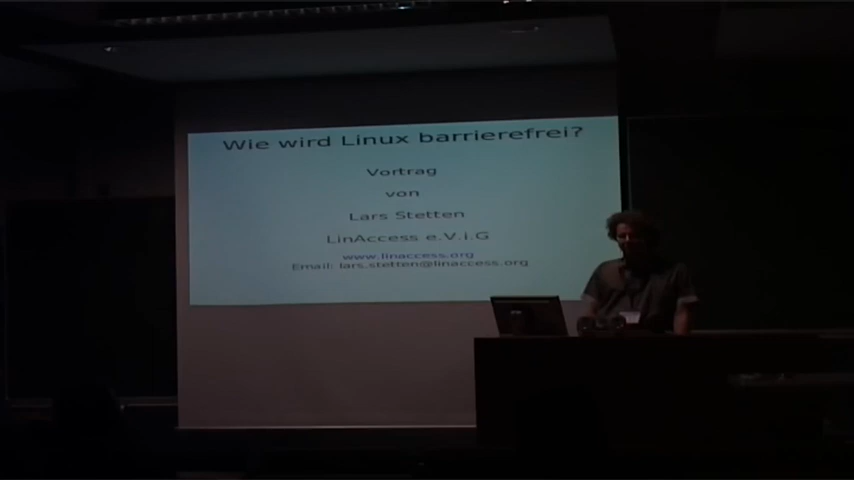 Wie wird Linux barrierefrei?
Vortrag
von
Lars Stetten
LinAccess e.V.i.G
www.linaccess.org
Email: lars.stetten@linaccess.org